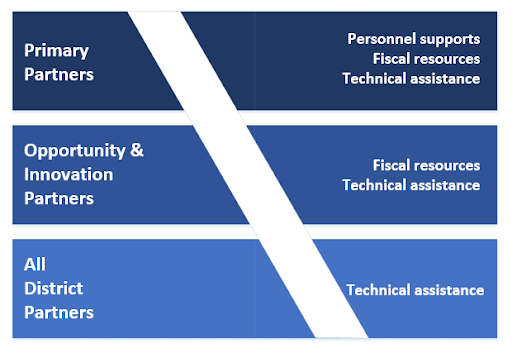 Primary
Partners
Personnel supports
Fiscal resources
Technical assistance
Opportunity &
Innovation
Partners
Fiscal resources
Technical assistance
All
District
Partners
Technical assistance